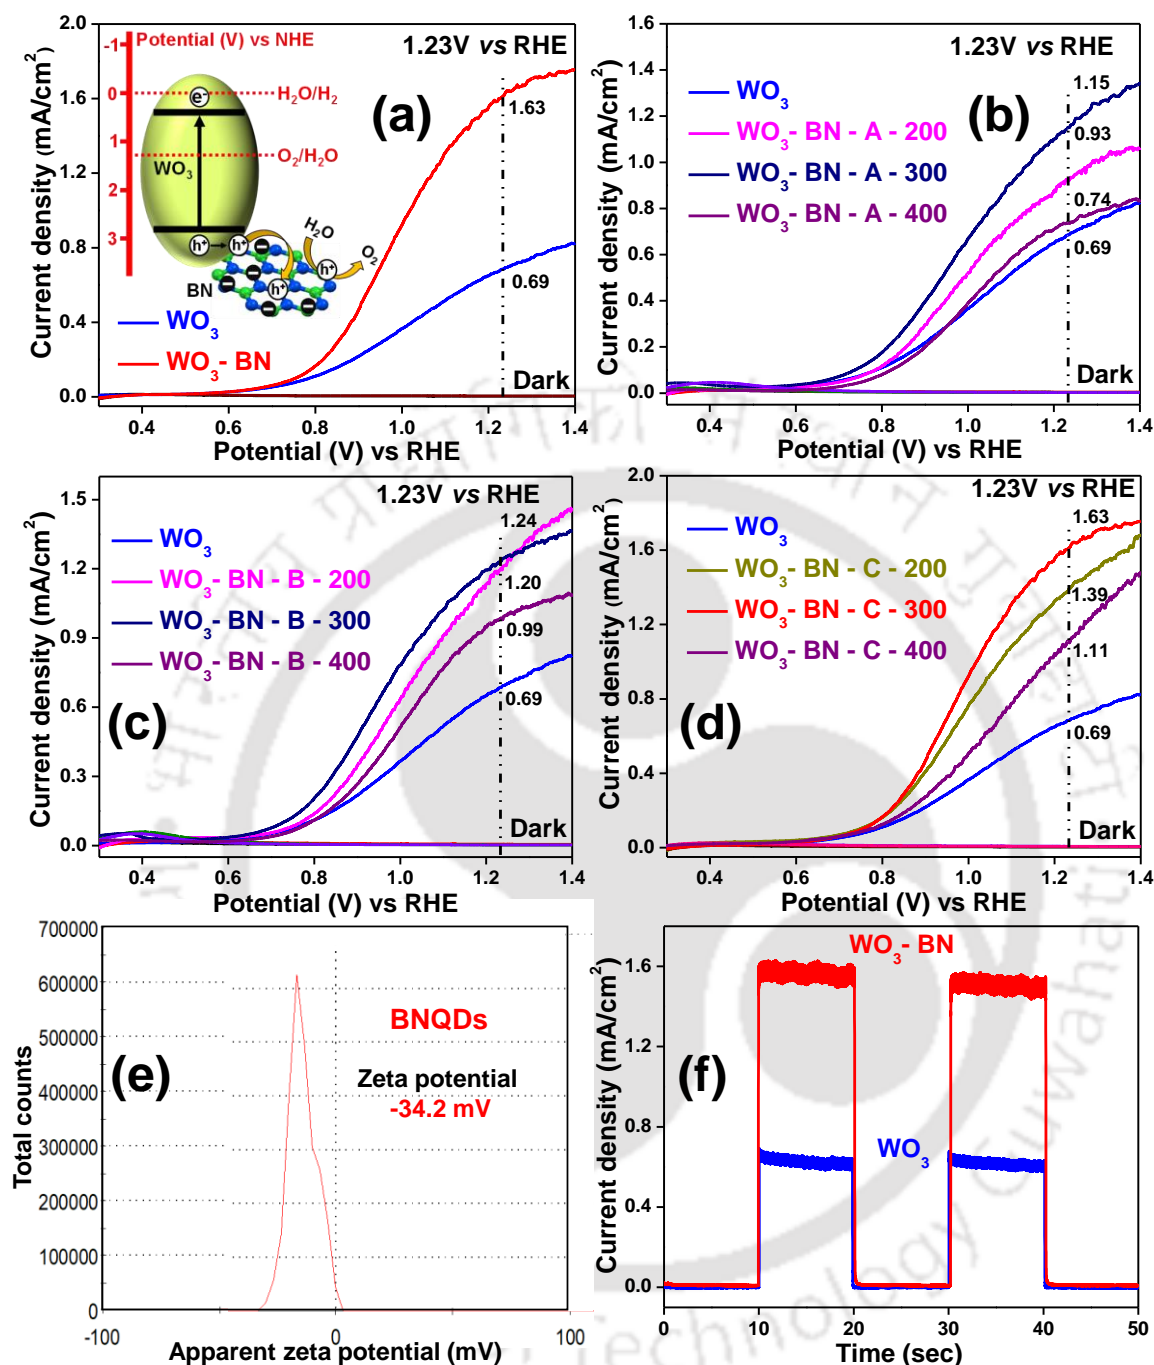 (a)
Potential (V) vs NHE
1.23V vs RHE
-1
0
1
2
3
e-
H2O/H2
O2/H2O
WO3
h+
h+
h+
h+
H2O
O2
BN
1.63
0.69
WO3
WO3- BN
Dark
Current density (mA/cm2)
2.0
1.6
1.2
0.8
0.4
0.0
0.4 0.6 0.8 1.0 1.2 1.4
Potential (V) vs RHE
(b)
1.23V vs RHE
WO3
WO3- BN - A - 200
WO3- BN - A - 300
WO3- BN - A - 400
1.15
0.93
0.74
0.69
Dark
Current density (mA/cm2)
1.6
1.4
1.2
1.0
0.8
0.6
0.4
0.2
0.0
0.4 0.6 0.8 1.0 1.2 1.4
Potential (V) vs RHE
(c)
1.23V vs RHE
WO3
WO3- BN - B - 200
WO3- BN - B - 300
WO3- BN - B - 400
1.24
1.20
0.99
0.69
Dark
Current density (mA/cm2)
1.5
1.2
0.9
0.6
0.3
0.0
0.4 0.6 0.8 1.0 1.2 1.4
Potential (V) vs RHE
(d)
1.23V vs RHE
WO3
WO3- BN - C - 200
WO3- BN - C - 300
WO3- BN - C - 400
1.63
1.39
1.11
0.69
Dark
Current density (mA/cm2)
2.0
1.6
1.2
0.8
0.4
0.0
0.4 0.6 0.8 1.0 1.2 1.4
Potential (V) vs RHE
(e)
BNQDs
Zeta potential
-34.2 mV
Total counts
700000
600000
500000
400000
300000
200000
100000
0
-100 0 100
Apparent zeta potential (mV)
(f)
WO3- BN
WO3
Current density (mA/cm2)
1.6
1.2
0.8
0.4
0.0
0 10 20 30 40 50
Time (sec)
Technology Guwahati